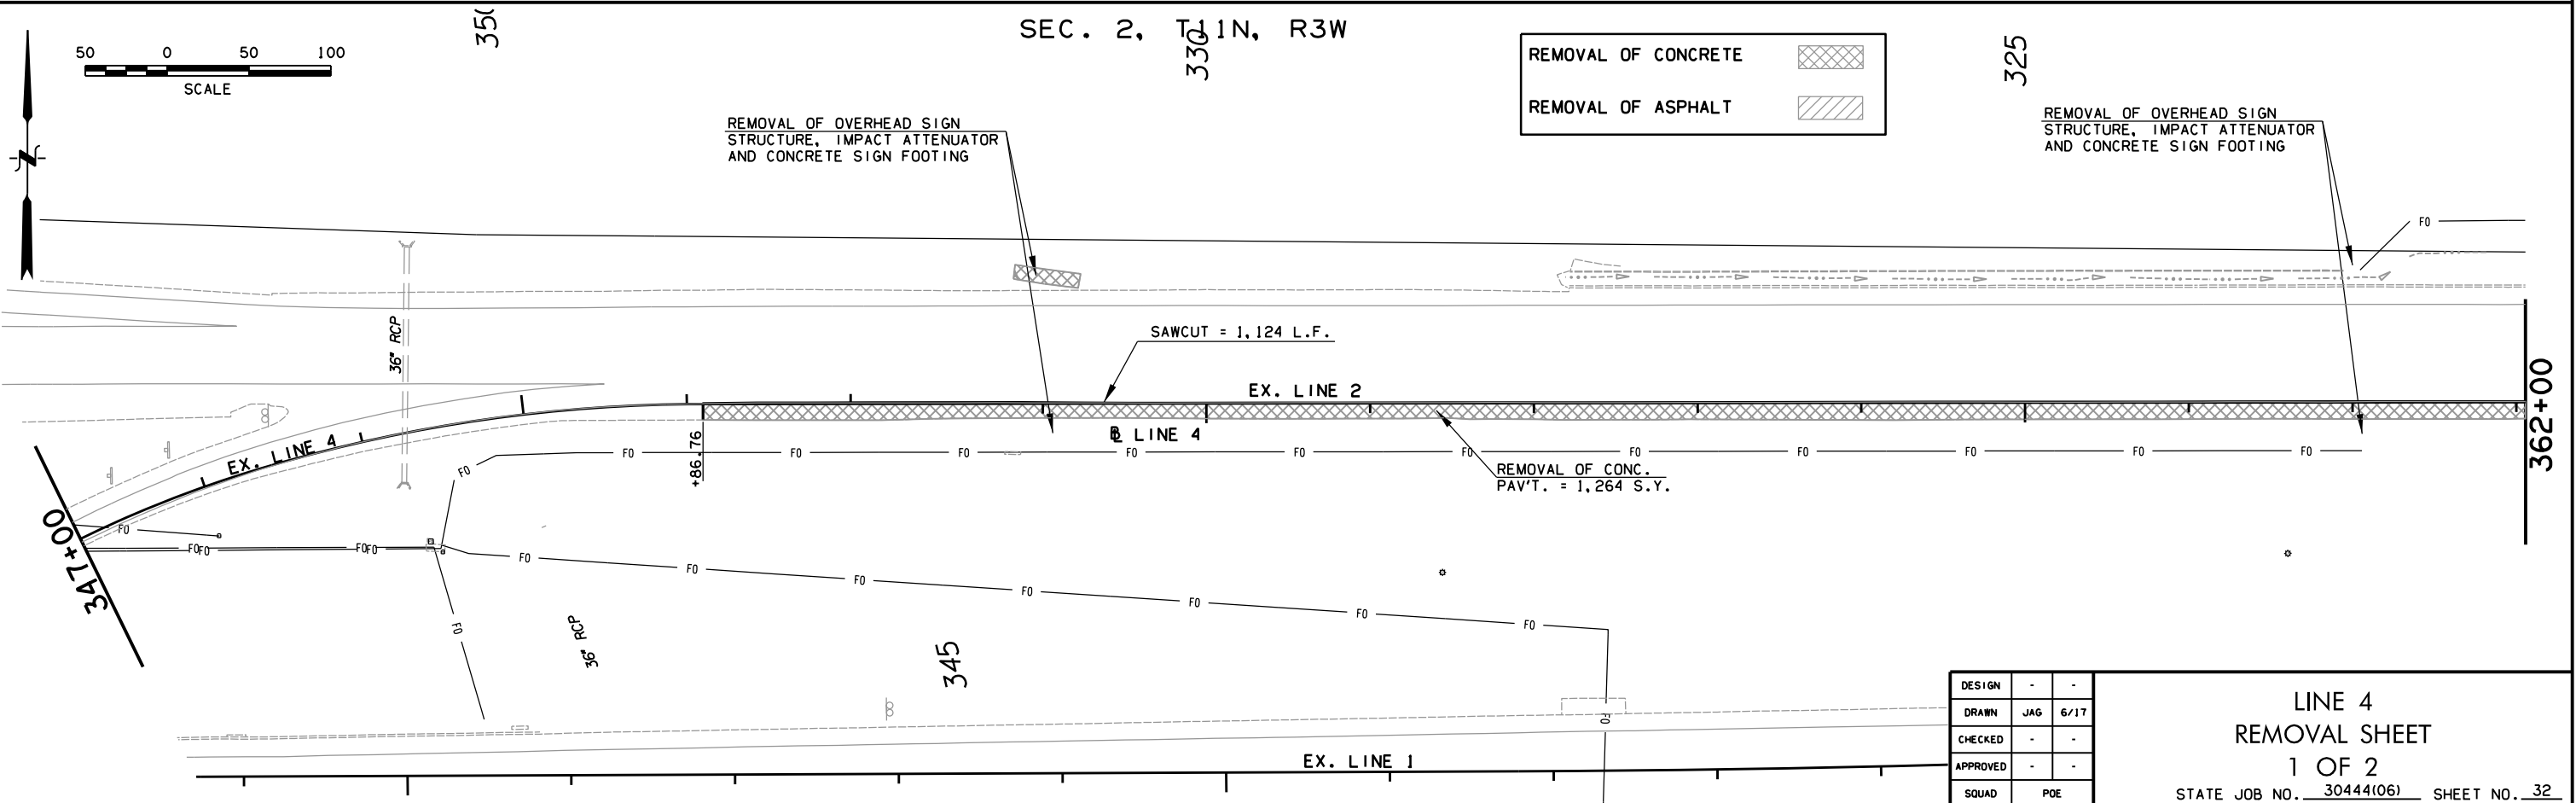 SEC. 2, T11N, R3W
350
330
325
50 0 50 100
SCALE
REMOVAL OF CONCRETE
REMOVAL OF ASPHALT
REMOVAL OF OVERHEAD SIGN
STRUCTURE, IMPACT ATTENUATOR
AND CONCRETE SIGN FOOTING
REMOVAL OF OVERHEAD SIGN
STRUCTURE, IMPACT ATTENUATOR
AND CONCRETE SIGN FOOTING
N
FO
36" RCP
SAWCUT = 1,124 L.F.
EX. LINE 2
362+00
EX. LINE 4
+86.76
LINE 4
FO FO FO FO FO FO FO FO FO FO FO FO
REMOVAL OF CONC.
PAV'T. = 1,264 S.Y.
347+00
FO
FOFO FOFO
FO FO FO FO FO FO FO
FO
36" RCP
345
FO
EX. LINE 1
DESIGN - -
DRAWN JAG 6/17
CHECKED - -
APPROVED - -
SQUAD POE
LINE 4
REMOVAL SHEET
1 OF 2
STATE JOB NO. 30444(06) SHEET NO. 32